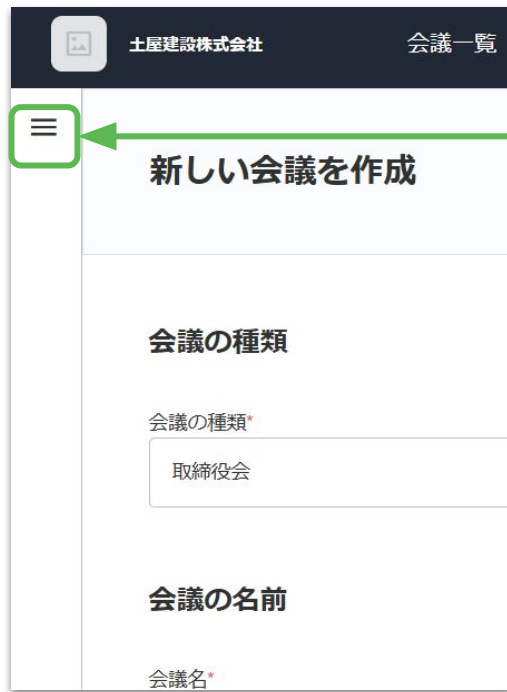 土屋建設株式会社 会議一覧
新しい会議を作成
会議の種類
会議の種類*
取締役会
会議の名前
会議名*